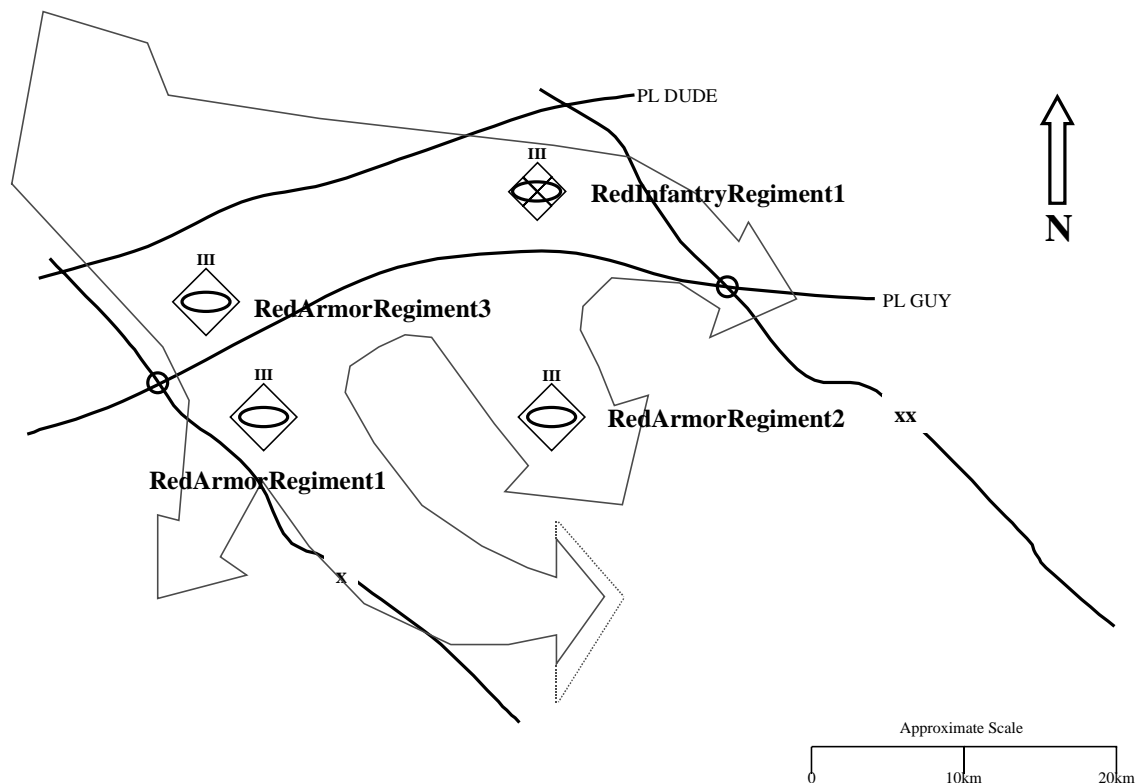 PL DUDE
III
RedInfantryRegiment1
III
RedArmorRegiment3
N
PL GUY
III
RedArmorRegiment1
III
RedArmorRegiment2
xx
x
Approximate Scale
0 10km 20km